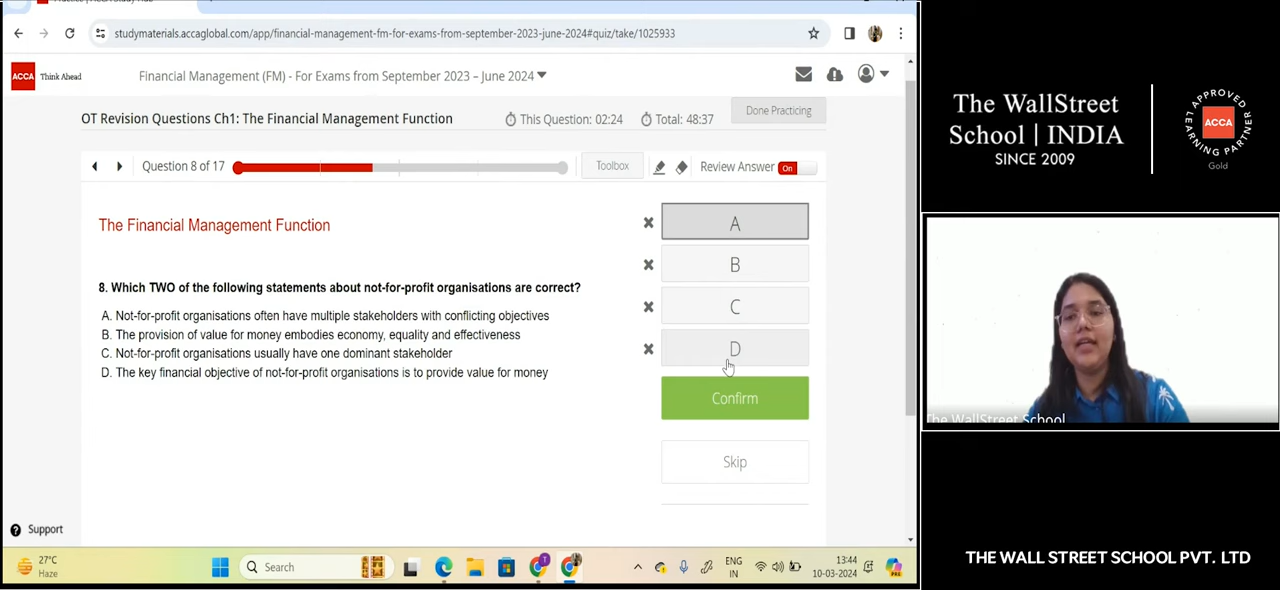 studymaterials.accaglobal.com/app/financial-management-fm-for-exams-from-september-2023-june-2024#quiz/take/1025933
ACCA Think Ahead
Financial Management (FM) - For Exams from September 2023 – June 2024
OT Revision Questions Ch1: The Financial Management Function
This Question: 02:24
Total: 48:37
Done Practicing
Question 8 of 17
Toolbox
Review Answer On
The Financial Management Function
8. Which TWO of the following statements about not-for-profit organisations are correct?
A. Not-for-profit organisations often have multiple stakeholders with conflicting objectives
B. The provision of value for money embodies economy, equality and effectiveness
C. Not-for-profit organisations usually have one dominant stakeholder
D. The key financial objective of not-for-profit organisations is to provide value for money
A
B
C
D
Confirm
Skip
Support
27°C
Haze
Search
ENG
IN
13:44
10-03-2024
The WallStreet
School | INDIA
SINCE 2009
APPROVED
LEARNING PARTNER
ACCA
Gold
The WallStreet School
THE WALL STREET SCHOOL PVT. LTD